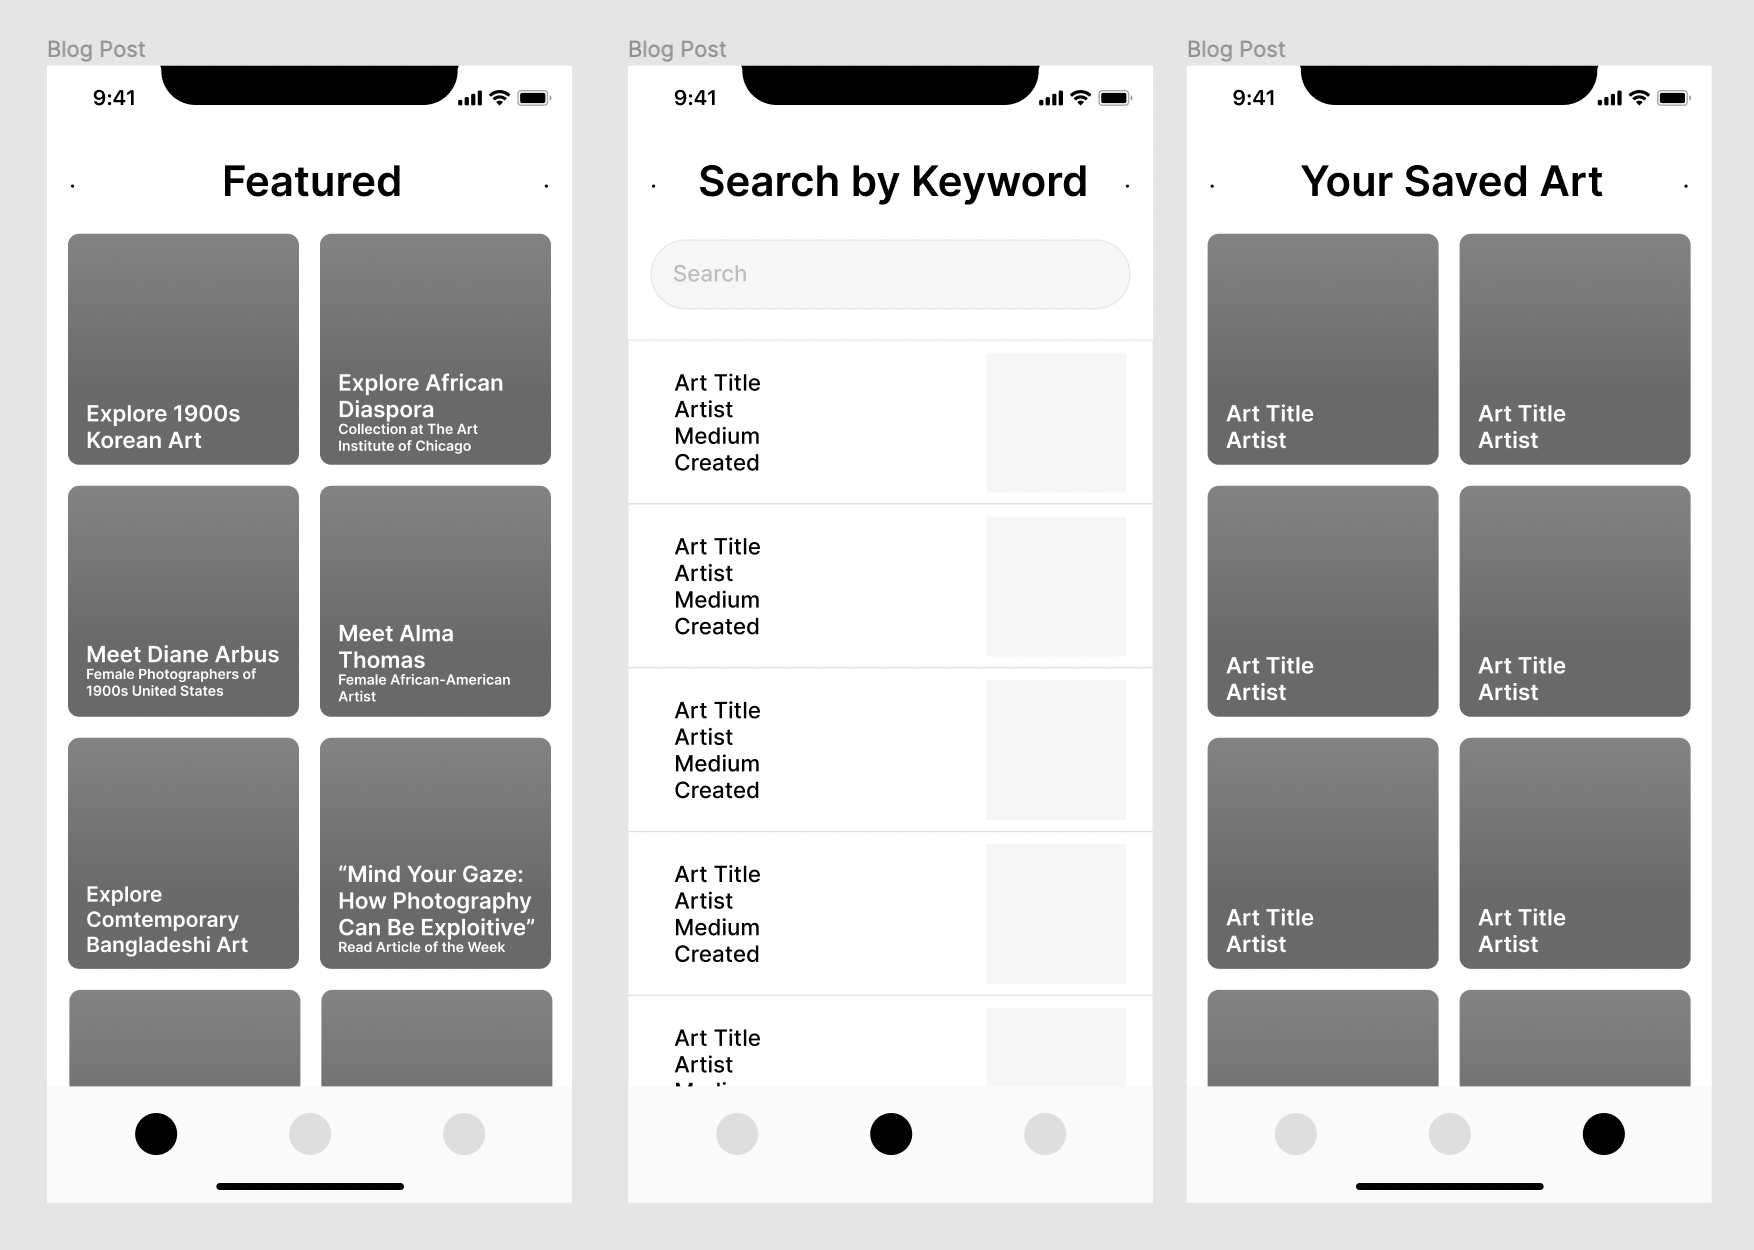 Blog Post
9:41
Featured
Explore 1900s
Korean Art
Explore African
Diaspora
Collection at The Art
Institute of Chicago
Meet Diane Arbus
Female Photographers of
1900s United States
Meet Alma
Thomas
Female African-American
Artist
Explore
Comtemporary
Bangladeshi Art
“Mind Your Gaze:
How Photography
Can Be Exploitive”
Read Article of the Week
Blog Post
9:41
Search by Keyword
Search
Art Title
Artist
Medium
Created
Art Title
Artist
Medium
Created
Art Title
Artist
Medium
Created
Art Title
Artist
Medium
Created
Art Title
Artist
Blog Post
9:41
Your Saved Art
Art Title
Artist
Art Title
Artist
Art Title
Artist
Art Title
Artist
Art Title
Artist
Art Title
Artist